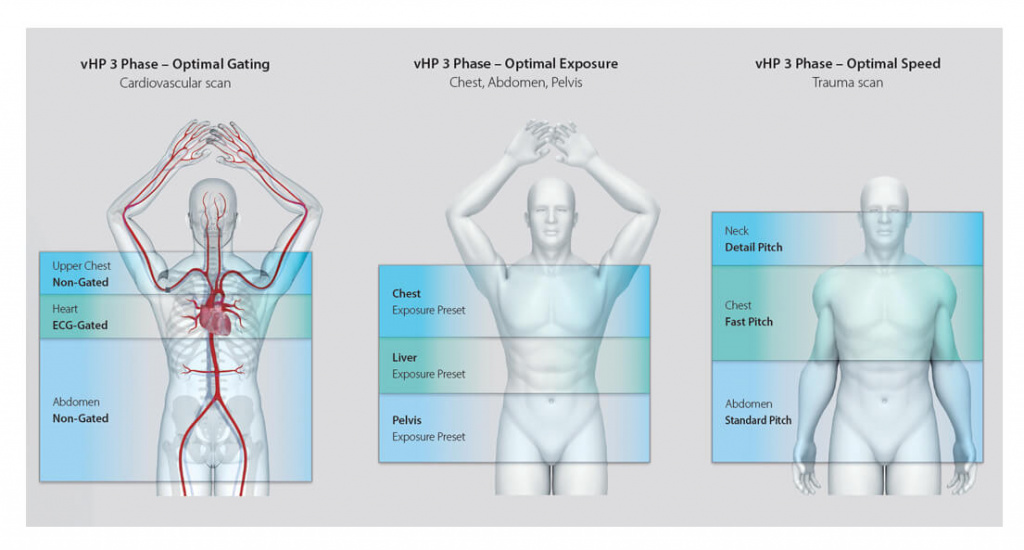 vHP 3 Phase – Optimal Gating
Cardiovascular scan
Upper Chest
Non-Gated
Heart
ECG-Gated
Abdomen
Non-Gated
vHP 3 Phase – Optimal Exposure
Chest, Abdomen, Pelvis
Chest
Exposure Preset
Liver
Exposure Preset
Pelvis
Exposure Preset
vHP 3 Phase – Optimal Speed
Trauma scan
Neck
Detail Pitch
Chest
Fast Pitch
Abdomen
Standard Pitch